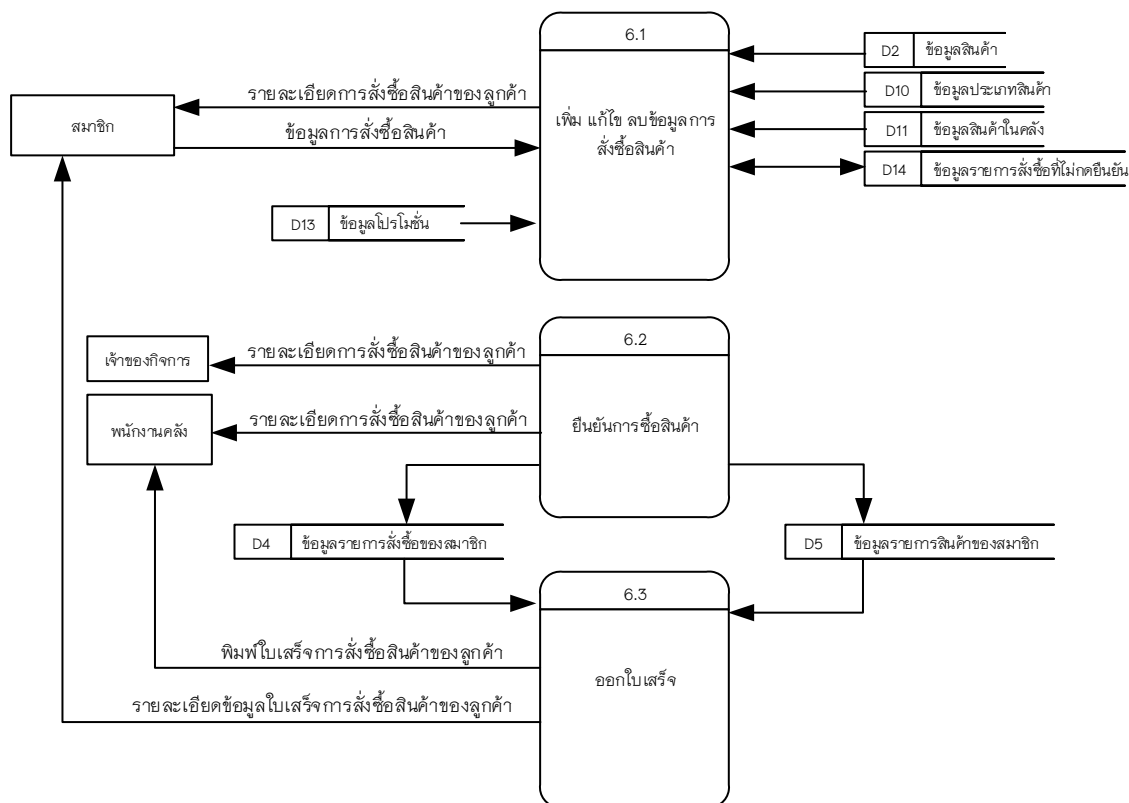 6.1
D2 ข้อมูลสินค้า
รายละเอียดการสั่งซื้อสินค้าของลูกค้า
D10 ข้อมูลประเภทสินค้า
สมาชิก
ข้อมูลการสั่งซื้อสินค้า
เพิ่ม แก้ไข ลบข้อมูลการ
สั่งซื้อสินค้า
D11 ข้อมูลสินค้าในคลัง
D14 ข้อมูลรายการสั่งซื้อที่ไม่กดยืนยัน
D13 ข้อมูลโปรโมชั่น
6.2
เจ้าของกิจการ
รายละเอียดการสั่งซื้อสินค้าของลูกค้า
พนักงานคลัง
รายละเอียดการสั่งซื้อสินค้าของลูกค้า
ยืนยันการซื้อสินค้า
D4 ข้อมูลรายการสั่งซื้อของสมาชิก
D5 ข้อมูลรายการสินค้าของสมาชิก
6.3
พิมพ์ใบเสร็จการสั่งซื้อสินค้าของลูกค้า
ออกใบเสร็จ
รายละเอียดข้อมูลใบเสร็จการสั่งซื้อสินค้าของลูกค้า